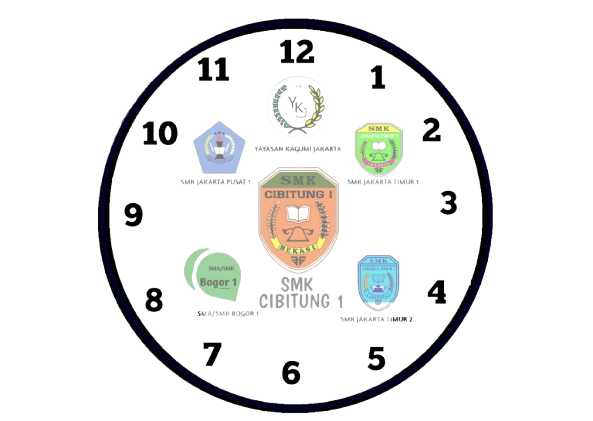 12
11
1
10
2
YKJ
YAYASAN KAGUMI JAKARTA
SMK
SMK JAKARTA PUSAT 1
SMK JAKARTA TIMUR 1
SMK
CIBITUNG 1
BEKASI
9
3
SMA/SMK
Bogor 1
SMK
CIBITUNG 1
SMA/SMK BOGOR 1
SMK
SMK JAKARTA TIMUR 2
8
4
7
5
6